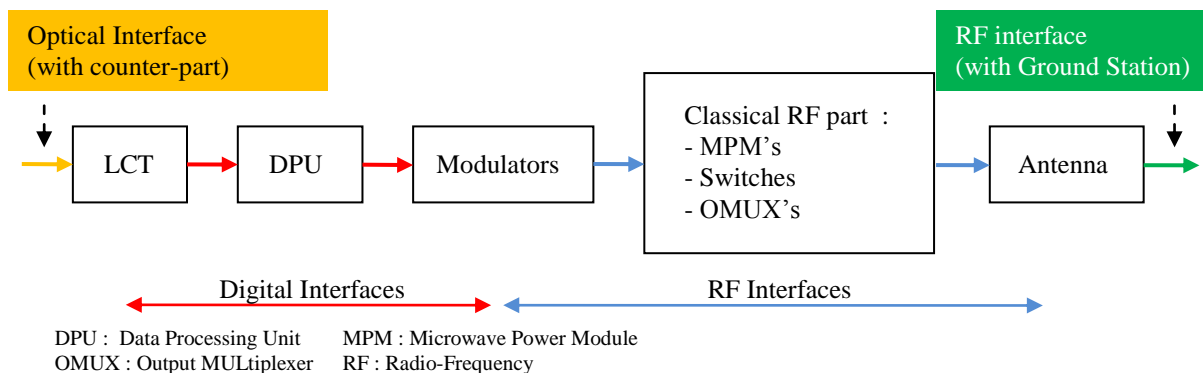 Optical Interface
(with counter-part)
RF interface
(with Ground Station)
LCT
DPU
Modulators
Classical RF part :
- MPM's
- Switches
- OMUX's
Antenna
Digital Interfaces
RF Interfaces
DPU : Data Processing Unit
MPM : Microwave Power Module
OMUX : Output MULtiplexer
RF : Radio-Frequency